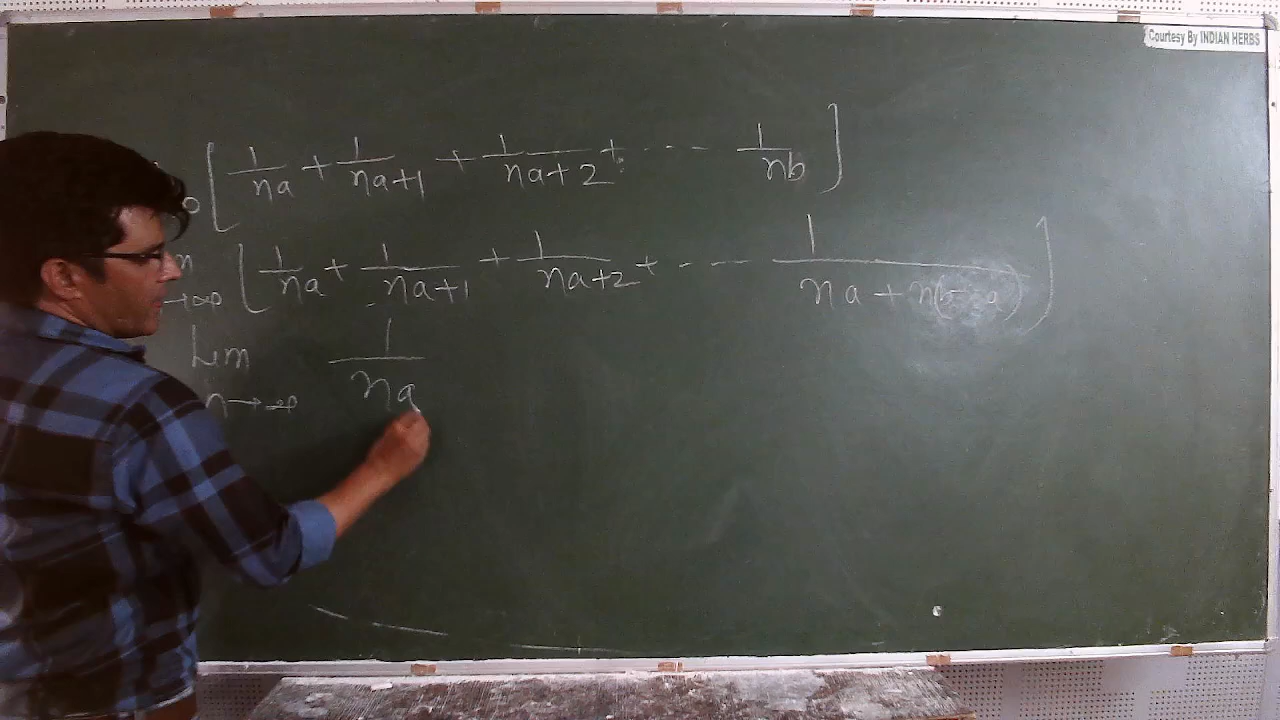 Courtesy By INDIAN HERBS
[ 1/na + 1/na+1 + 1/na+2 + ---- 1/nb ]
[ 1/na + 1/na+1 + 1/na+2 + ---- 1/na+n(b-a) ]
→∞
Lim 1/na
n→∞